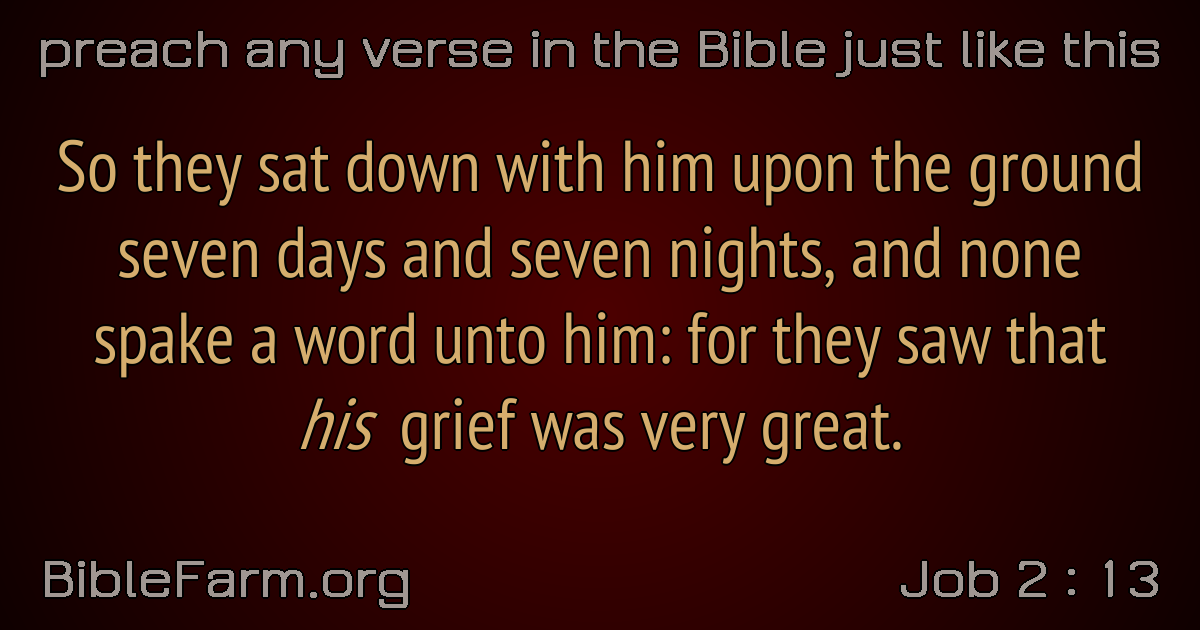 preach any verse in the Bible just like this
So they sat down with him upon the ground
seven days and seven nights, and none
spake a word unto him: for they saw that
his grief was very great.
BibleFarm.org
Job 2 : 13